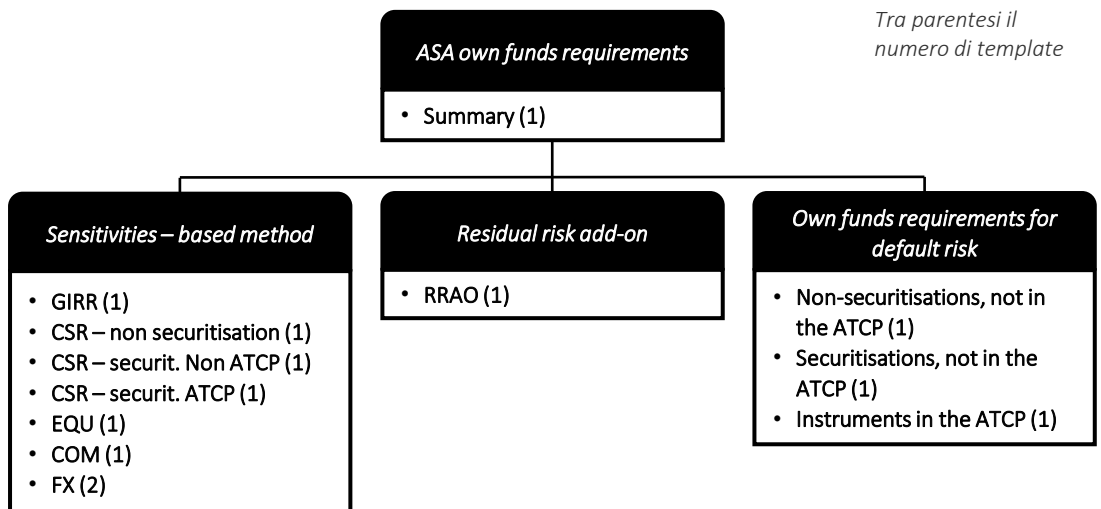 Tra parentesi il
numero di template
ASA own funds requirements
• Summary (1)
Sensitivities – based method
• GIRR (1)
• CSR – non securitisation (1)
• CSR – securit. Non ATCP (1)
• CSR – securit. ATCP (1)
• EQU (1)
• COM (1)
• FX (2)
Residual risk add-on
• RRAO (1)
Own funds requirements for
default risk
• Non-securitisations, not in
the ATCP (1)
• Securitisations, not in the
ATCP (1)
• Instruments in the ATCP (1)